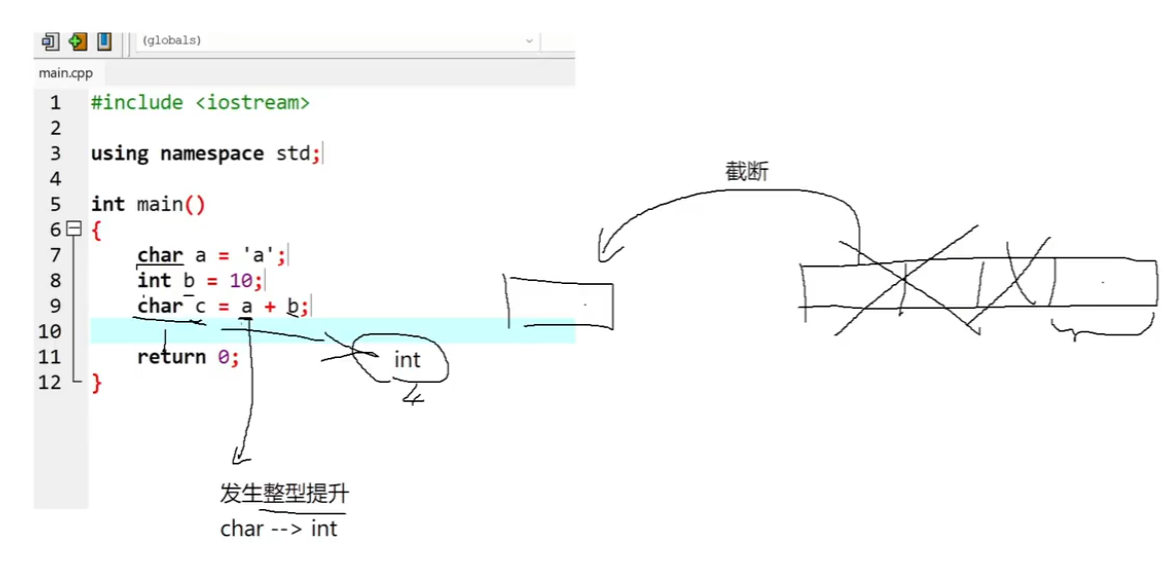 (globals)
main.cpp
1 #include <iostream>
2
3 using namespace std;
4
5 int main()
6 {
7 char a = 'a';
8 int b = 10;
9 char c = a + b;
10
11 return 0;
12 }
截断
int
4
发生整型提升
char --> int